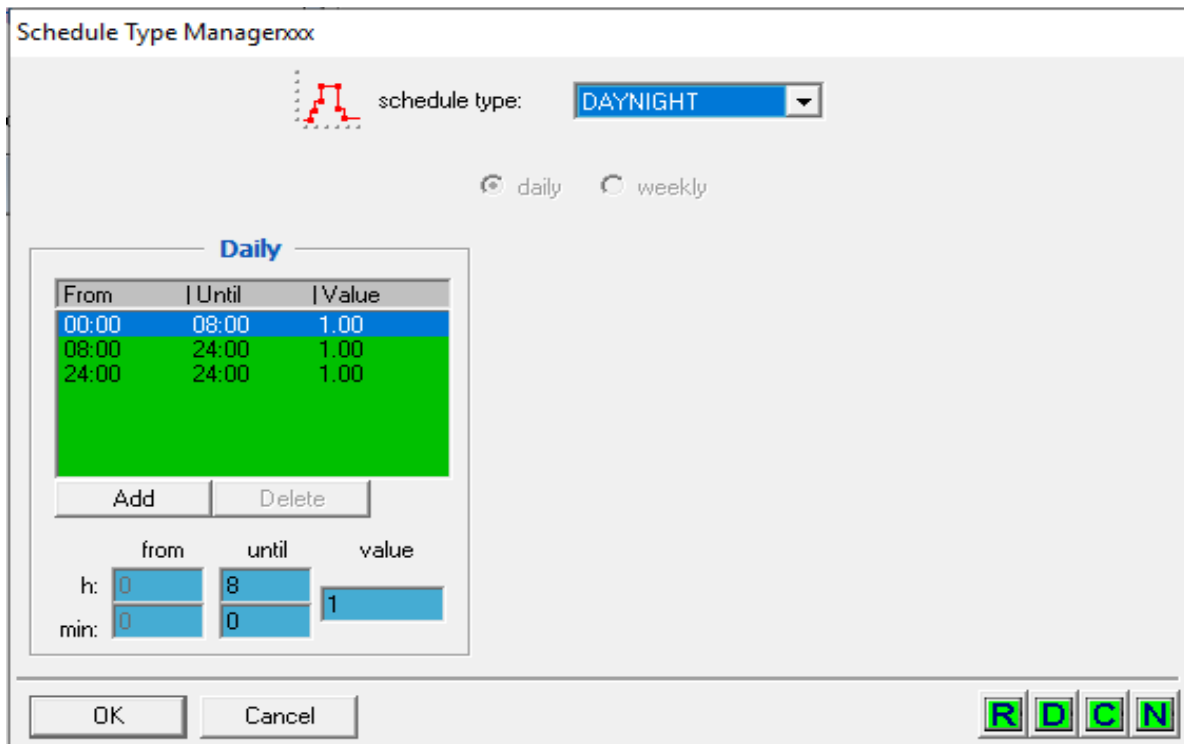 Schedule Type Managerxxx
schedule type: DAYNIGHT
daily weekly
Daily
From | Until | Value
00:00 08:00 1.00
08:00 24:00 1.00
24:00 24:00 1.00
Add Delete
from until value
h: 0 8
1
min: 0 0
OK Cancel R D C N